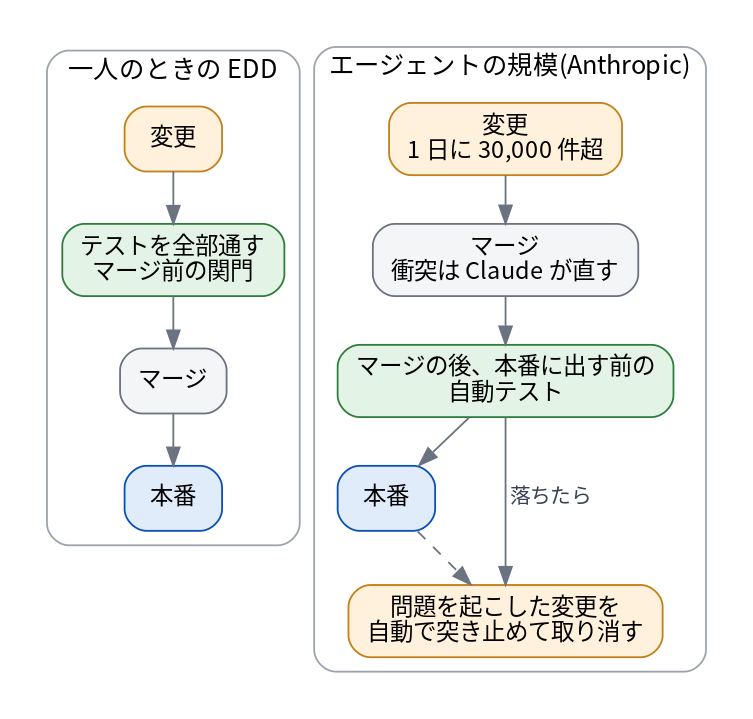 一人のときの EDD
変更
テストを全部通す
マージ前の関門
マージ
本番
エージェントの規模(Anthropic)
変更
1 日に 30,000 件超
マージ
衝突は Claude が直す
マージの後、本番に出す前の
自動テスト
本番
落ちたら
問題を起こした変更を
自動で突き止めて取り消す